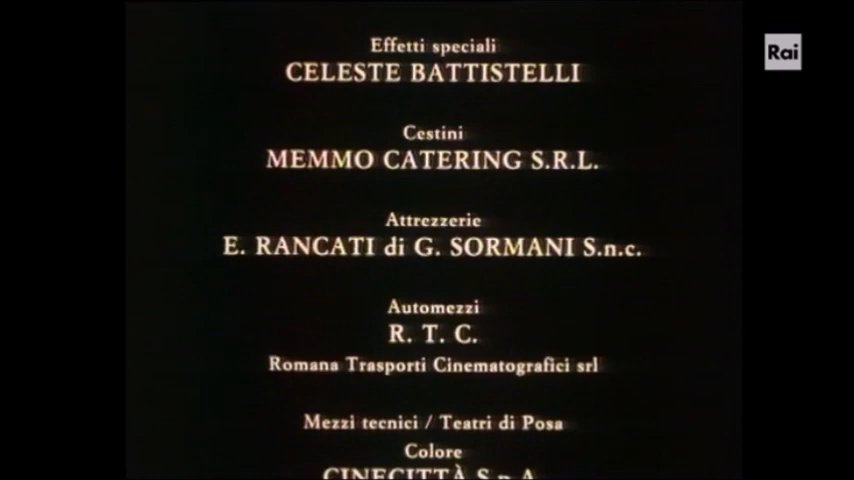 Effetti speciali
CELESTE BATTISTELLI
Rai
Cestini
MEMMO CATERING S.R.L.
Attrezzerie
E. RANCATI di G. SORMANI S.n.c.
Automezzi
R. T. C.
Romana Trasporti Cinematografici srl
Mezzi tecnici / Teatri di Posa
Colore
CINECITTÀ S.p.A.